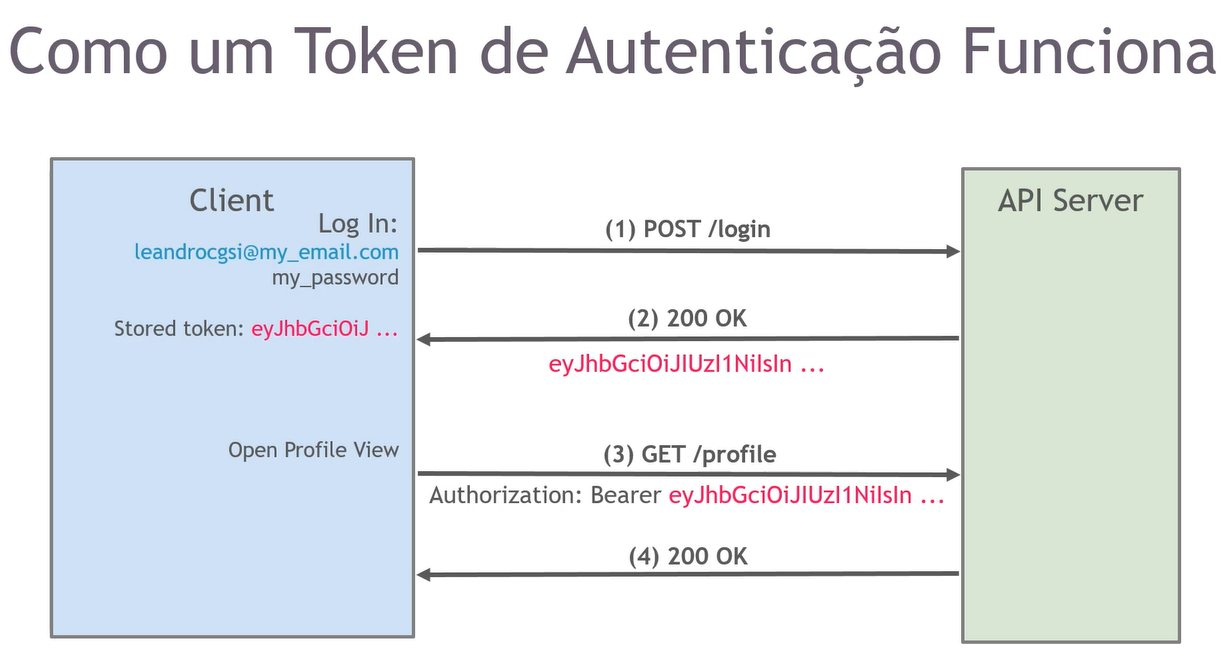 Como um Token de Autenticação Funciona
Client
Log In:
leandrocgsi@my_email.com
my_password
Stored token: eyJhbGciOiJ ...
Open Profile View
(1) POST /login
(2) 200 OK
eyJhbGciOiJIUzI1NiIsIn ...
(3) GET /profile
Authorization: Bearer eyJhbGciOiJIUzI1NiIsIn ...
(4) 200 OK
API Server